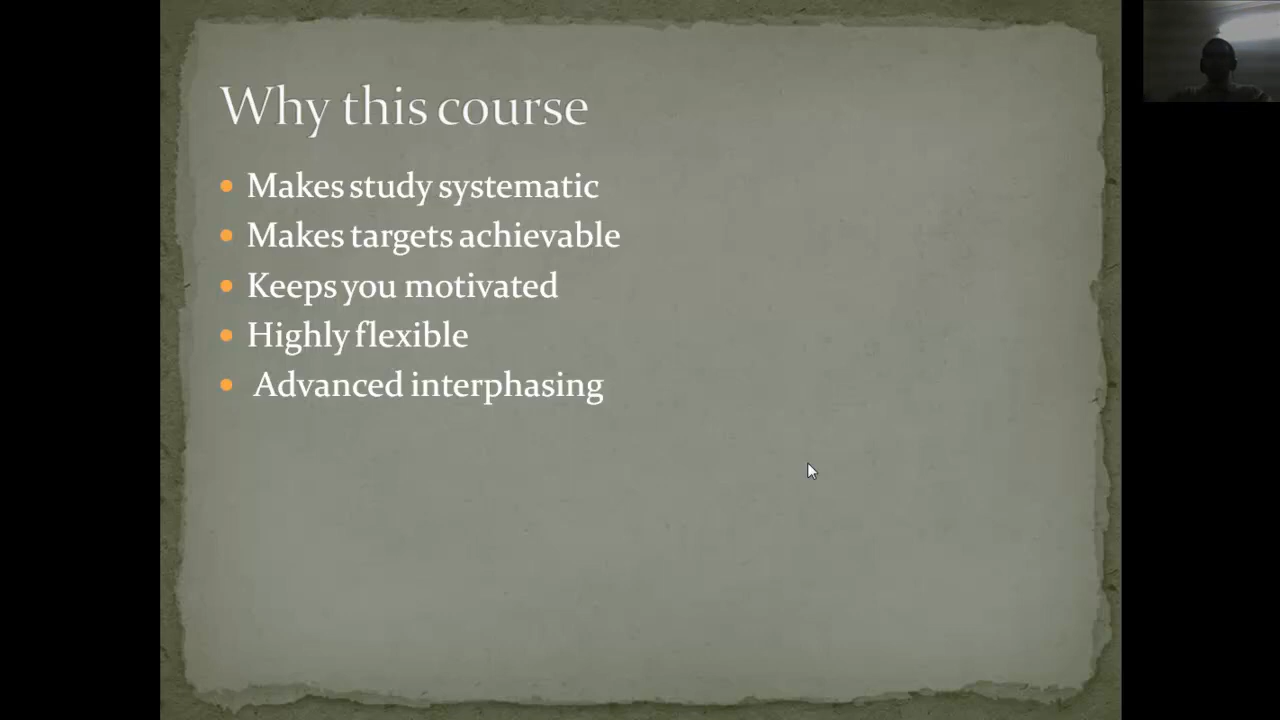 Why this course
Makes study systematic
Makes targets achievable
Keeps you motivated
Highly flexible
Advanced interphasing